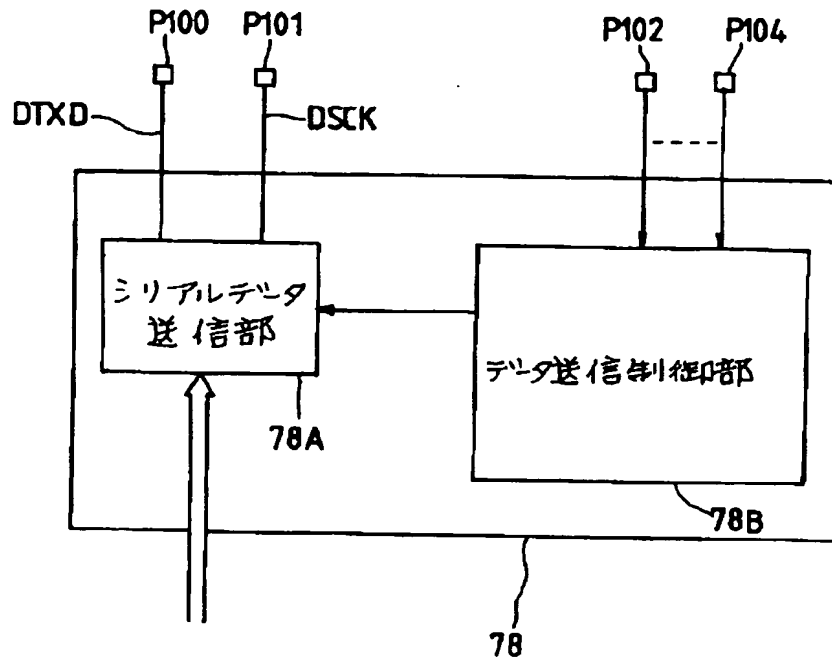 P100 P101 P102 P104
DTXD DSCK
シリアルデータ
送信部
データ送信制御部
78A
78B
78